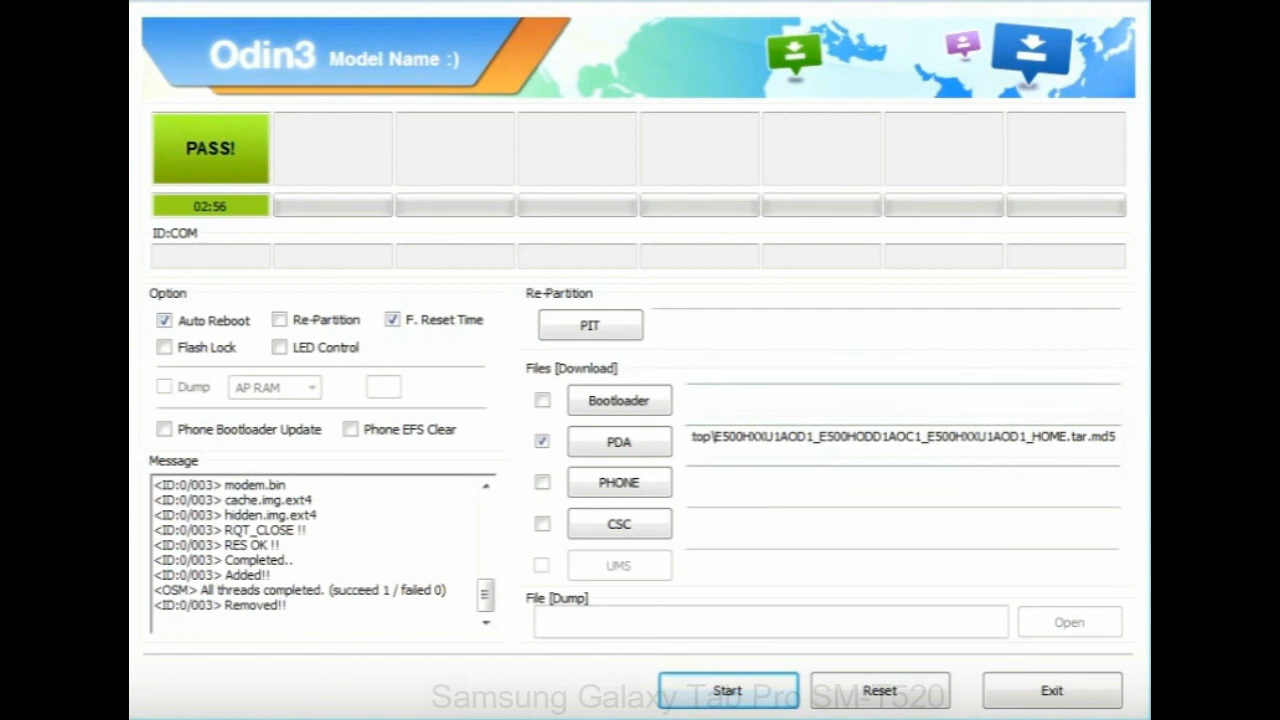 Odin3 Model Name :)
PASS!
02:56
ID:COM
Option
Auto Reboot Re-Partition F. Reset Time
Flash Lock LED Control
Dump AP RAM
Phone Bootloader Update Phone EFS Clear
Message
<ID:0/003> modem.bin
<ID:0/003> cache.img.ext4
<ID:0/003> hidden.img.ext4
<ID:0/003> RQT_CLOSE !!
<ID:0/003> RES OK !!
<ID:0/003> Completed..
<ID:0/003> Added!!
<OSM> All threads completed. (succeed 1 / failed 0)
<ID:0/003> Removed!!
Re-Partition
PIT
Files [Download]
Bootloader
PDA top\E500HXXU1AOD1_E500HODD1AOC1_E500HXXU1AOD1_HOME.tar.md5
PHONE
CSC
UMS
File [Dump]
Open
Start Reset Exit
Samsung Galaxy Tab Pro SM-T520